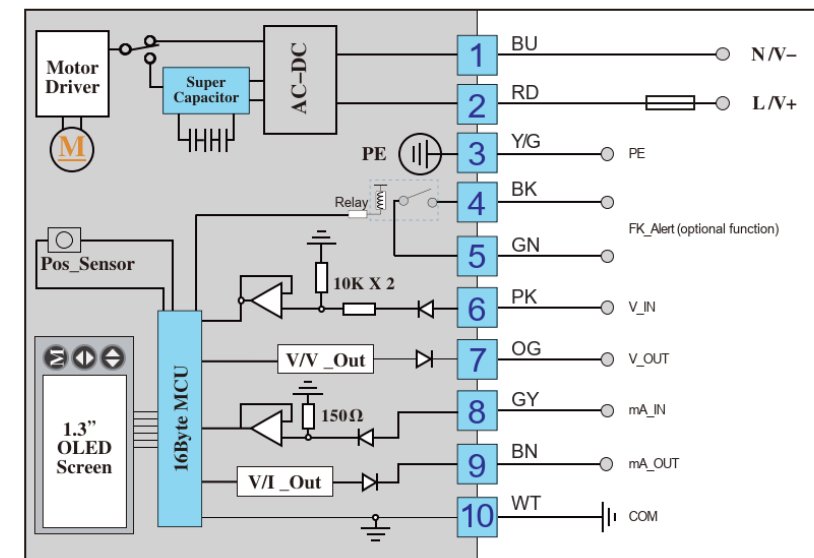 Motor
Driver
M
Super
Capacitor
AC-DC
1
BU
N/V-
2
RD
L/V+
PE
3
Y/G
PE
Relay
4
BK
FK_Alert (optional function)
5
GN
Pos_Sensor
10K X 2
6
PK
V_IN
M
V/V _Out
7
OG
V_OUT
1.3”
OLED
Screen
16Byte MCU
150Ω
8
GY
mA_IN
V/I _Out
9
BN
mA_OUT
10
WT
COM